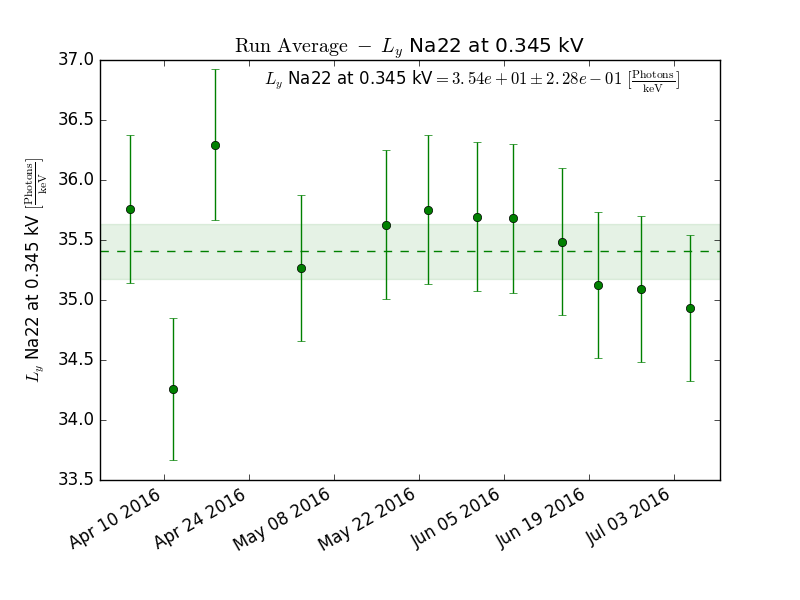 Run Average − L_y Na22 at 0.345 kV
L_y Na22 at 0.345 kV = 3.54e + 01 ± 2.28e − 01 [Photons/keV]
L_y Na22 at 0.345 kV [Photons/keV]
37.0
36.5
36.0
35.5
35.0
34.5
34.0
33.5
Apr 10 2016
Apr 24 2016
May 08 2016
May 22 2016
Jun 05 2016
Jun 19 2016
Jul 03 2016